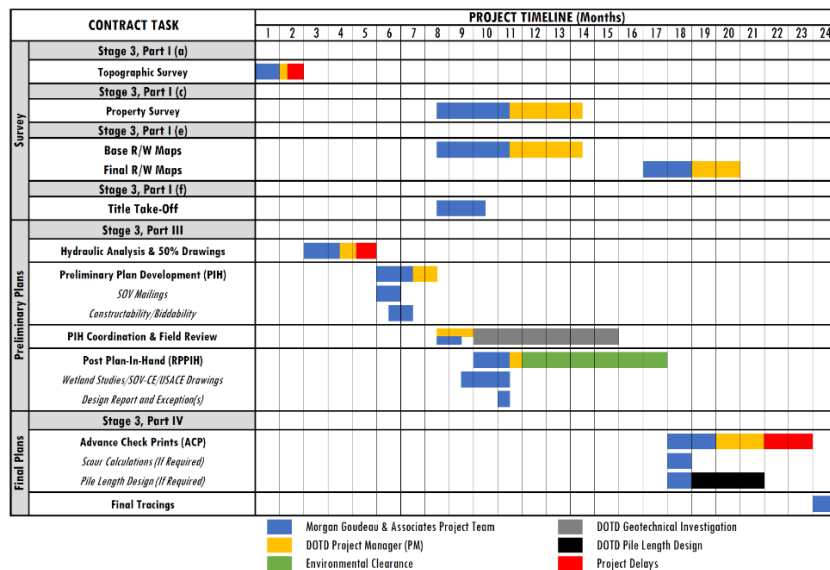 CONTRACT TASK
PROJECT TIMELINE (Months)
1 2 3 4 5 6 7 8 9 10 11 12 13 14 15 16 17 18 19 20 21 22 23 24
Survey
Stage 3, Part I (a)
Topographic Survey
Stage 3, Part I (c)
Property Survey
Stage 3, Part I (e)
Base R/W Maps
Final R/W Maps
Stage 3, Part I (f)
Title Take-Off
Preliminary Plans
Stage 3, Part III
Hydraulic Analysis & 50% Drawings
Preliminary Plan Development (PIH)
SOV Mailings
Constructability/Biddability
PIH Coordination & Field Review
Post Plan-In-Hand (RPPIH)
Wetland Studies/SOV-CE/USACE Drawings
Design Report and Exception(s)
Final Plans
Stage 3, Part IV
Advance Check Prints (ACP)
Scour Calculations (If Required)
Pile Length Design (If Required)
Final Tracings
Morgan Goudeau & Associates Project Team
DOTD Geotechnical Investigation
DOTD Project Manager (PM)
DOTD Pile Length Design
Environmental Clearance
Project Delays